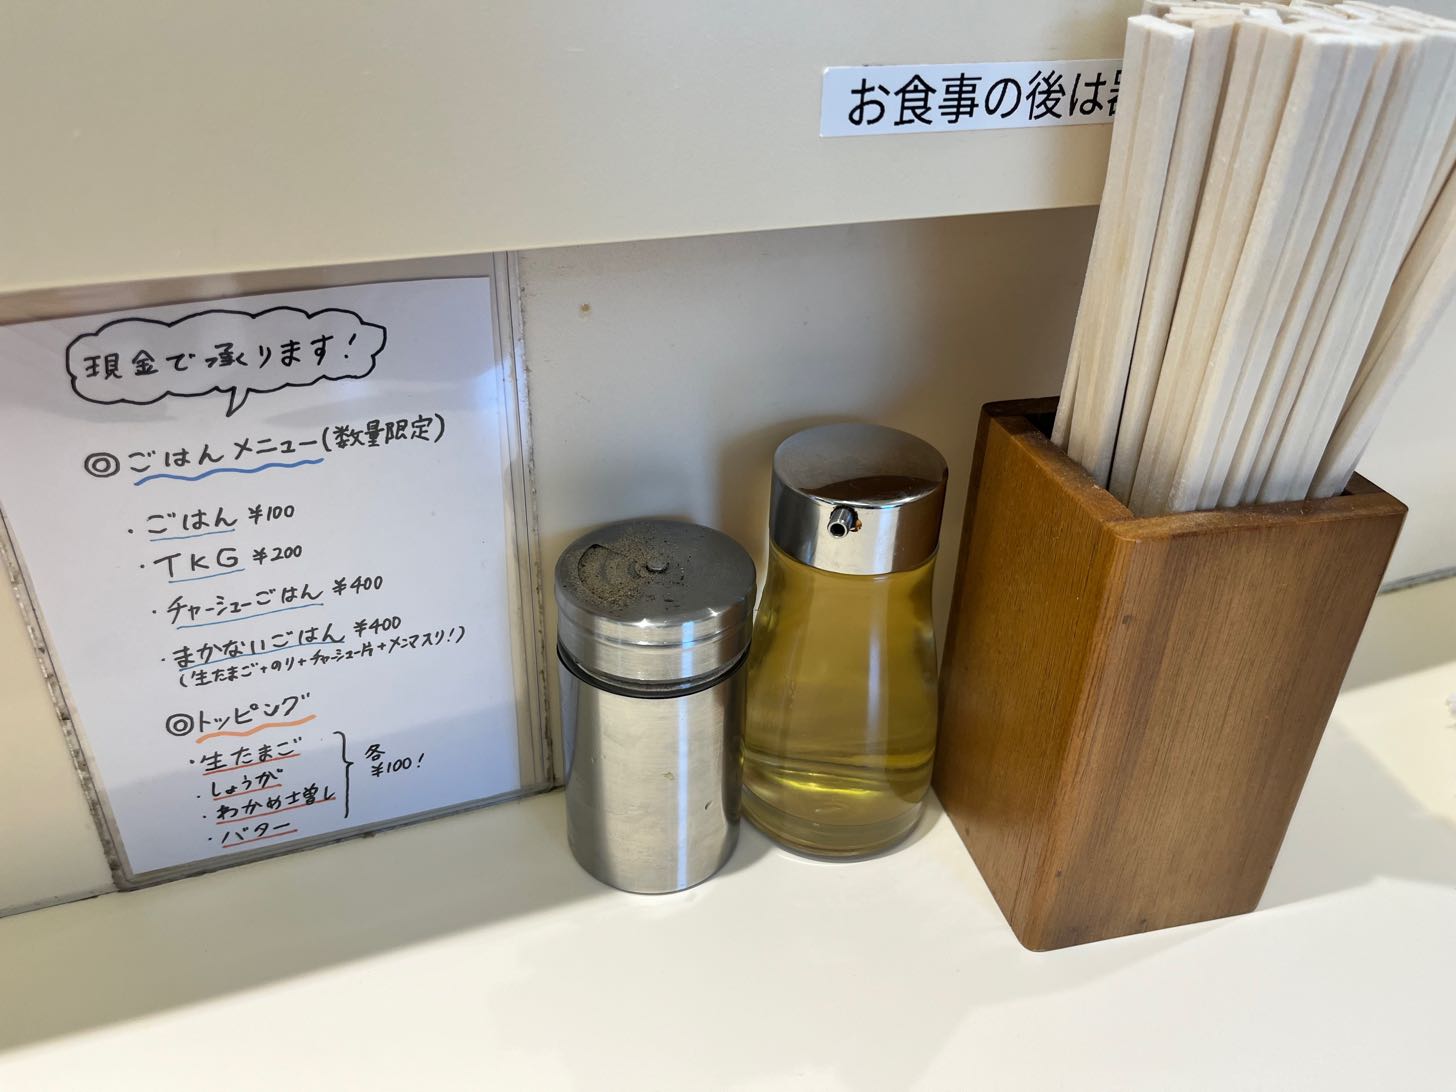 お食事の後は
現金で承ります！
◎ごはんメニュー(数量限定)
・ごはん ¥100
・TKG ¥200
・チャーシューごはん ¥400
・まかないごはん ¥400
(生たまご+のり+チャーシュー片+メンマ入り！)
◎トッピング
・生たまご
・しょうが
・わかめ増し
・バター
各
¥100！